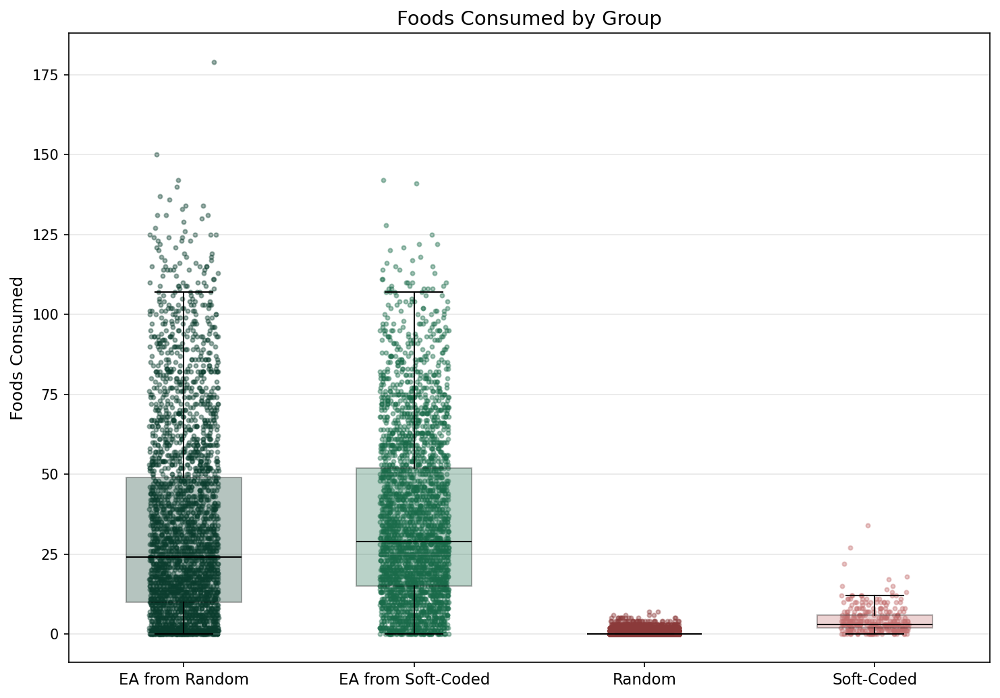 Foods Consumed by Group
Foods Consumed
175
150
125
100
75
50
25
0
EA from Random
EA from Soft-Coded
Random
Soft-Coded